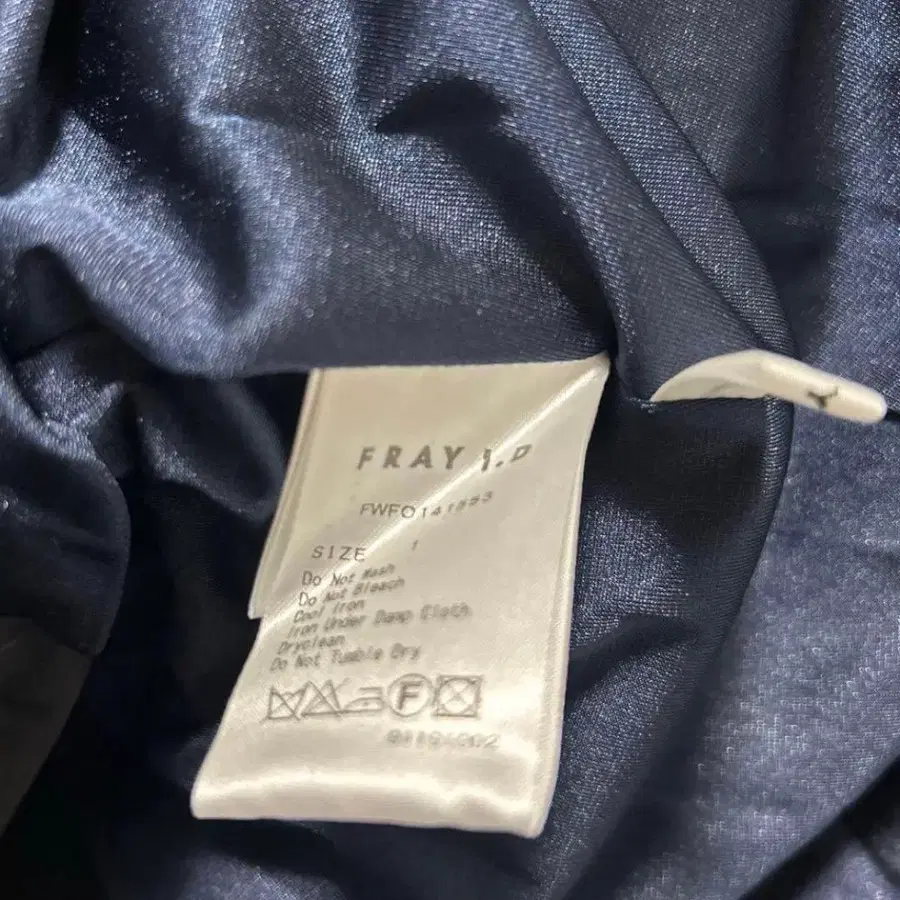 FRAY I.D
SIZE 1
Do Not Wash
Do Not Bleach
Cool Iron
Iron Under Damp Cloth
Dryclean
Do Not Tumble Dry
F